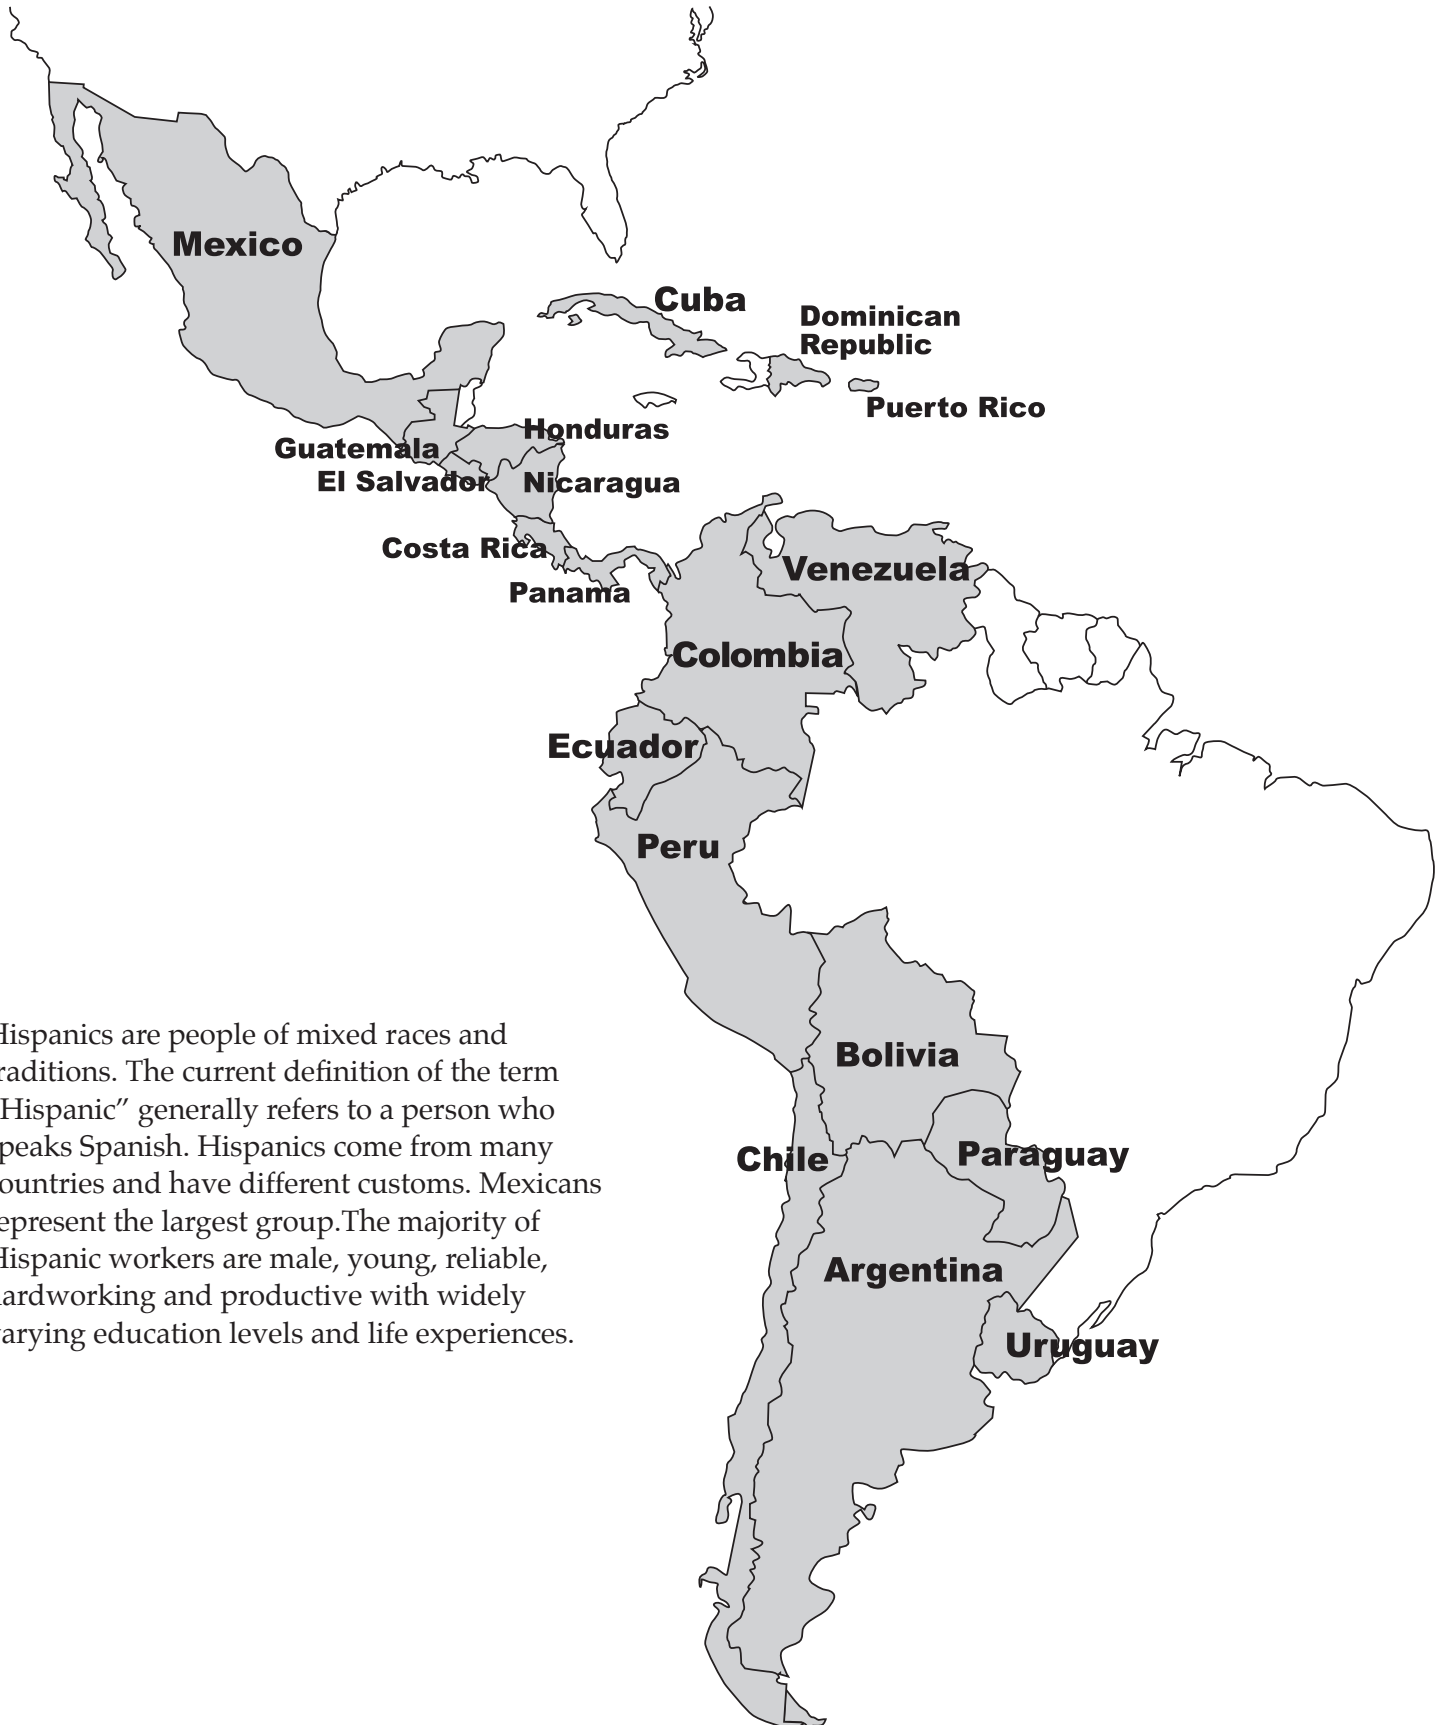 Mexico
Cuba
Dominican
Republic
Puerto Rico
Honduras
Guatemala
El Salvador
Nicaragua
Costa Rica
Panama
Venezuela
Colombia
Ecuador
Peru
Hispanics are people of mixed races and
raditions. The current definition of the term
Hispanic” generally refers to a person who
peaks Spanish. Hispanics come from many
ountries and have different customs. Mexicans
epresent the largest group.The majority of
Hispanic workers are male, young, reliable,
ardworking and productive with widely
arying education levels and life experiences.
Bolivia
Chile
Paraguay
Argentina
Uruguay